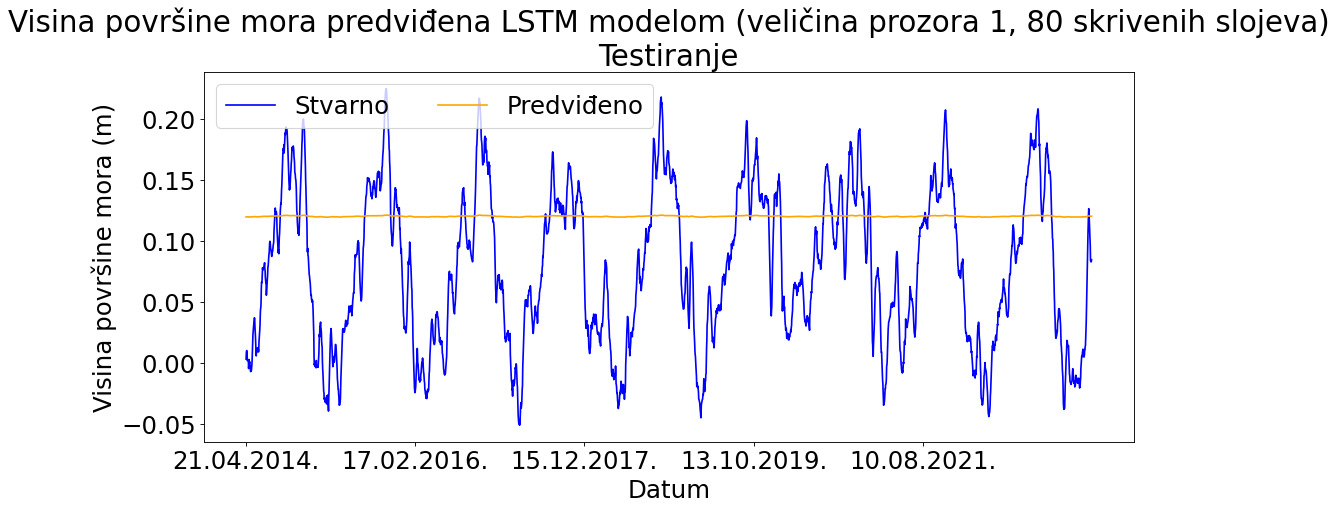 Visina površine mora predviđena LSTM modelom (veličina prozora 1, 80 skrivenih slojeva)
Testiranje
Stvarno Predviđeno
Visina površine mora (m)
0.20
0.15
0.10
0.05
0.00
−0.05
21.04.2014. 17.02.2016. 15.12.2017. 13.10.2019. 10.08.2021.
Datum